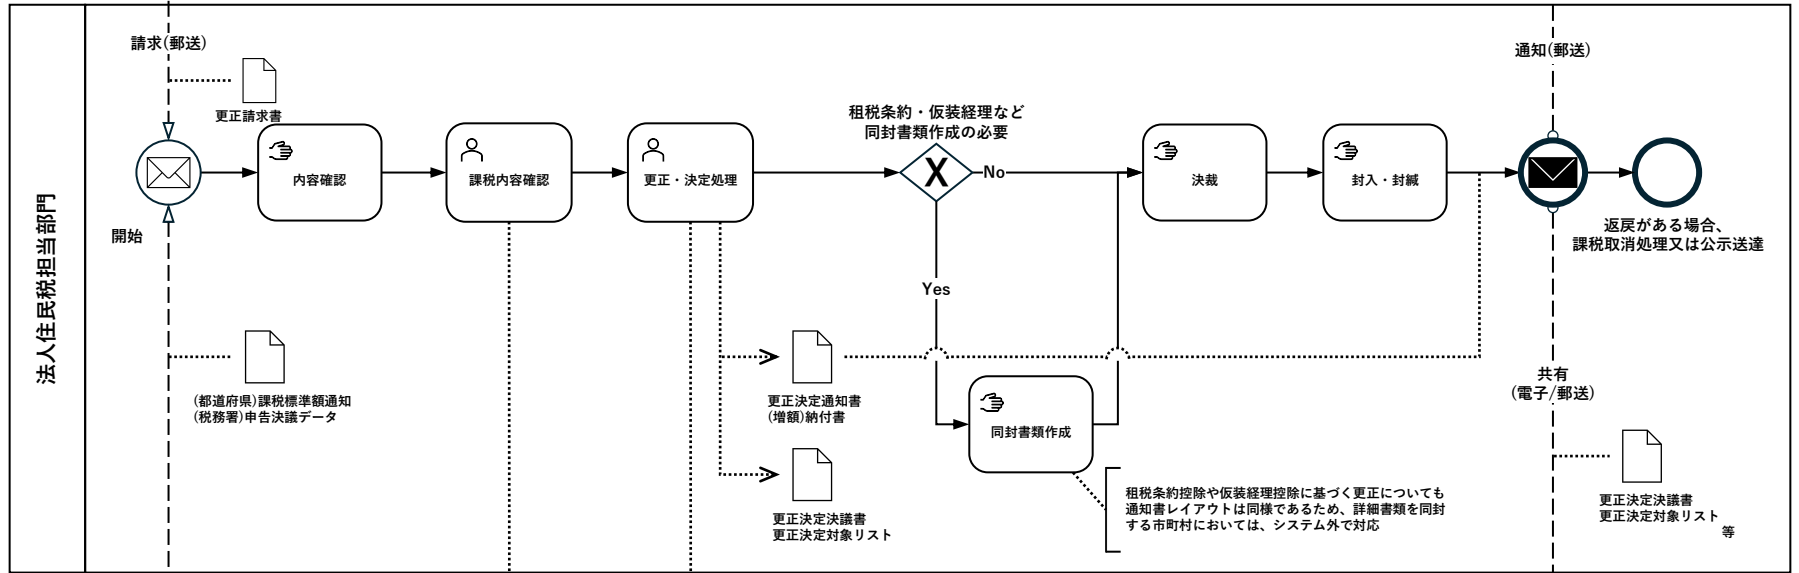 法人住民税担当部門
請求(郵送)
更正請求書
開始
(都道府県)課税標準額通知
(税務署)申告決議データ
内容確認
課税内容確認
更正・決定処理
租税条約・仮装経理など
同封書類作成の必要
X
No
Yes
更正決定通知書
(増額)納付書
更正決定決議書
更正決定対象リスト
同封書類作成
租税条約控除や仮装経理控除に基づく更正についても
通知書レイアウトは同様であるため、詳細書類を同封
する市町村においては、システム外で対応
決裁
封入・封緘
通知(郵送)
返戻がある場合、
課税取消処理又は公示送達
共有
(電子/郵送)
更正決定決議書
更正決定対象リスト
等